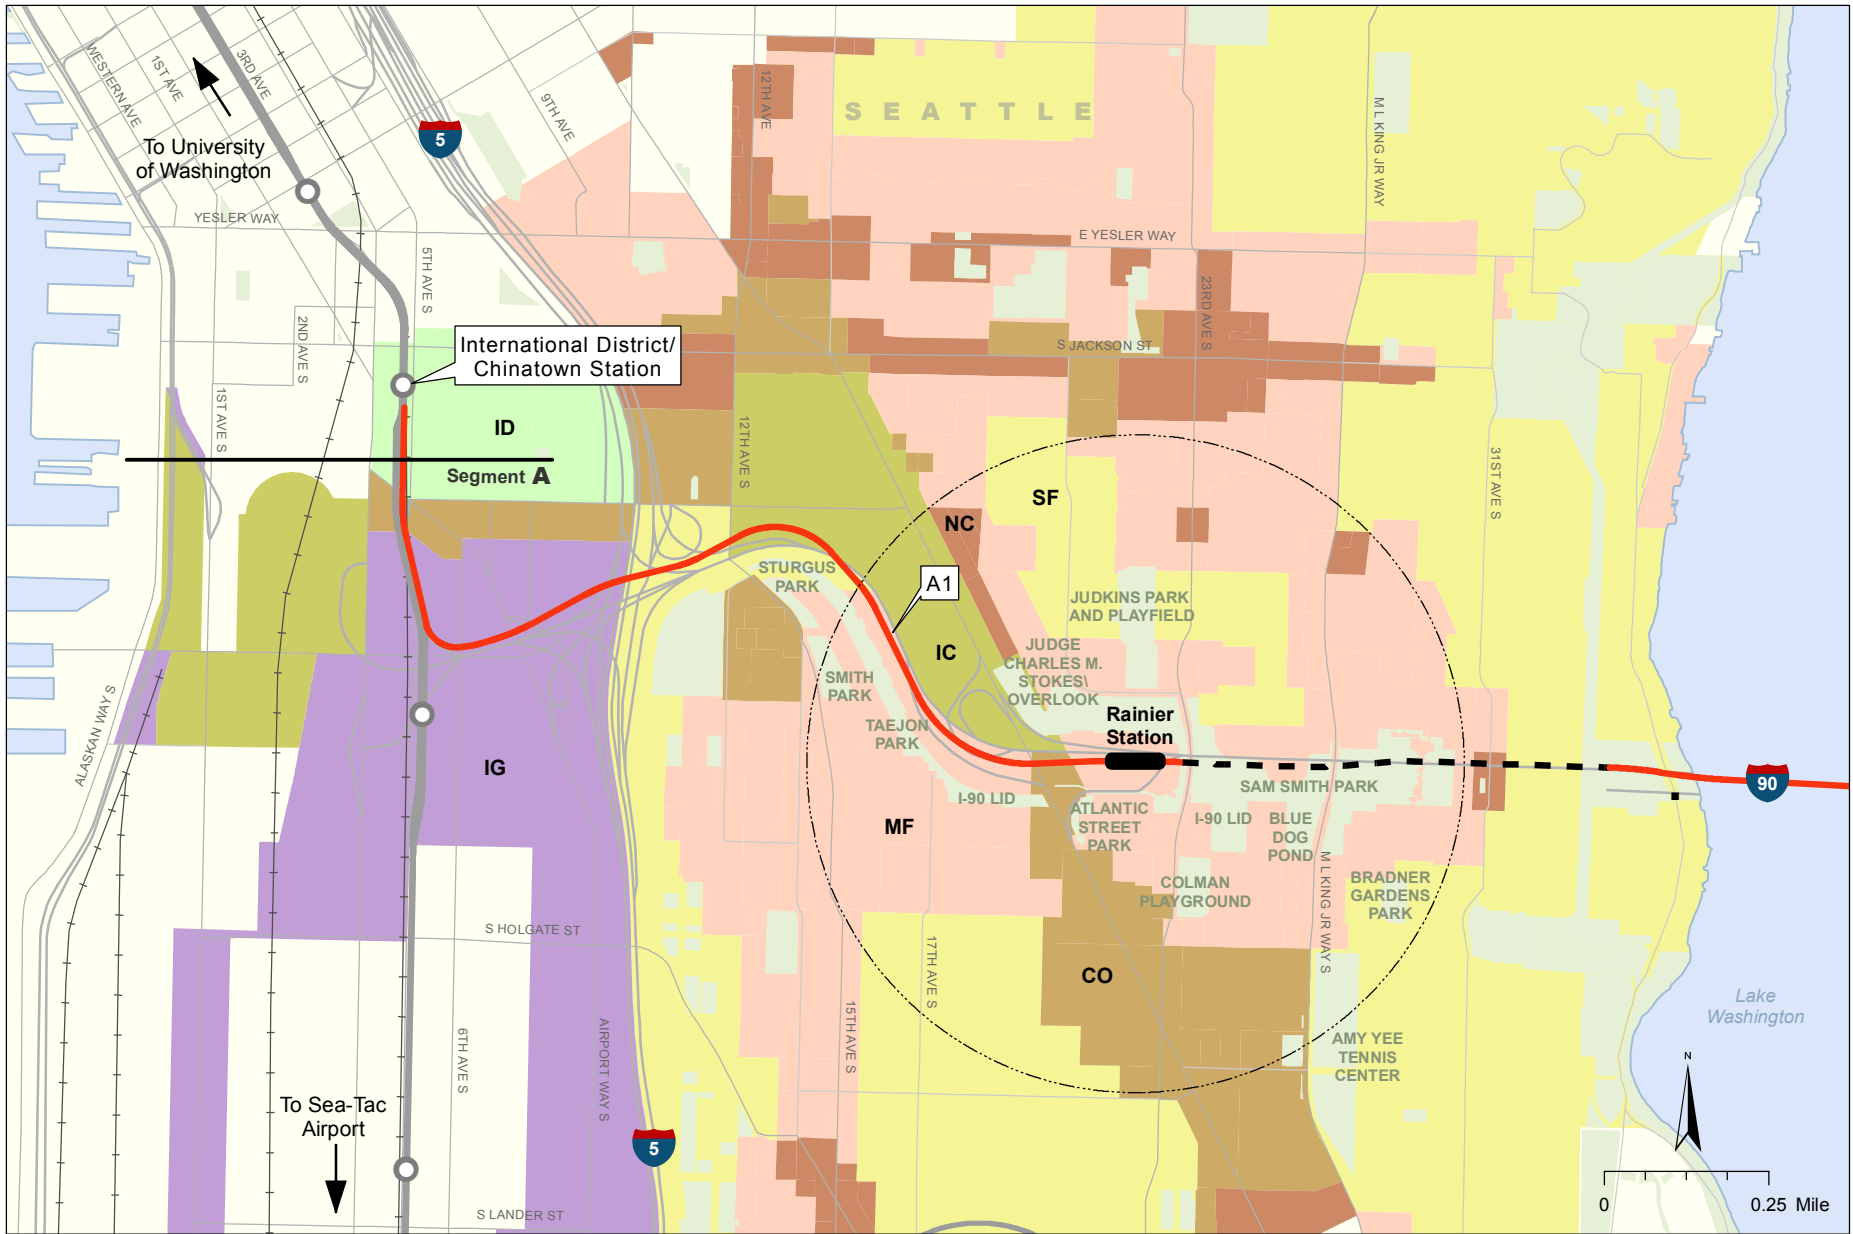 WESTERN AVE
1ST AVE
3RD AVE
9TH AVE
12TH AVE
S E A T T L E
M L KING JR WAY
5
To University
of Washington
YESLER WAY
E YESLER WAY
5TH AVE S
2ND AVE S
1ST AVE S
23RD AVE S
S JACKSON ST
International District/
Chinatown Station
ID
Segment A
12TH AVE S
31ST AVE S
SF
NC
STURGUS
PARK
A1
JUDKINS PARK
AND PLAYFIELD
IC
JUDGE
CHARLES M.
STOKES\
OVERLOOK
SMITH
PARK
TAEJON
PARK
Rainier
Station
ALASKAN WAY S
IG
I-90 LID
SAM SMITH PARK
90
MF
ATLANTIC
STREET
PARK
I-90 LID
BLUE
DOG
POND
M L KING JR WAY S
COLMAN
PLAYGROUND
BRADNER
GARDENS
PARK
S HOLGATE ST
17TH AVE S
CO
15TH AVE S
6TH AVE S
AIRPORT WAY S
Lake
Washington
AMY YEE
TENNIS
CENTER
To Sea-Tac
Airport
5
N
S LANDER ST
0 0.25 Mile